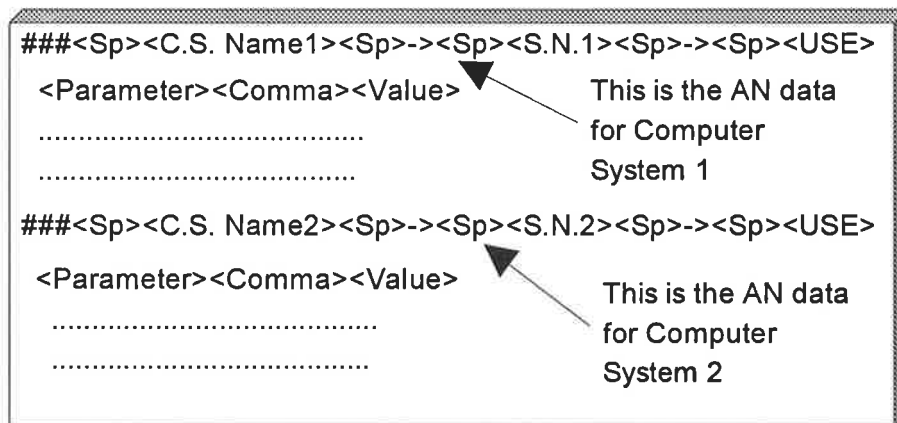 ###<Sp><C.S. Name1><Sp>-><Sp><S.N.1><Sp>-><Sp><USE>
<Parameter><Comma><Value>
This is the AN data
for Computer
System 1
..........................................
.........................................
###<Sp><C.S. Name2><Sp>-><Sp><S.N.2><Sp>-><Sp><USE>
<Parameter><Comma><Value>
This is the AN data
for Computer
System 2
..........................................
.........................................